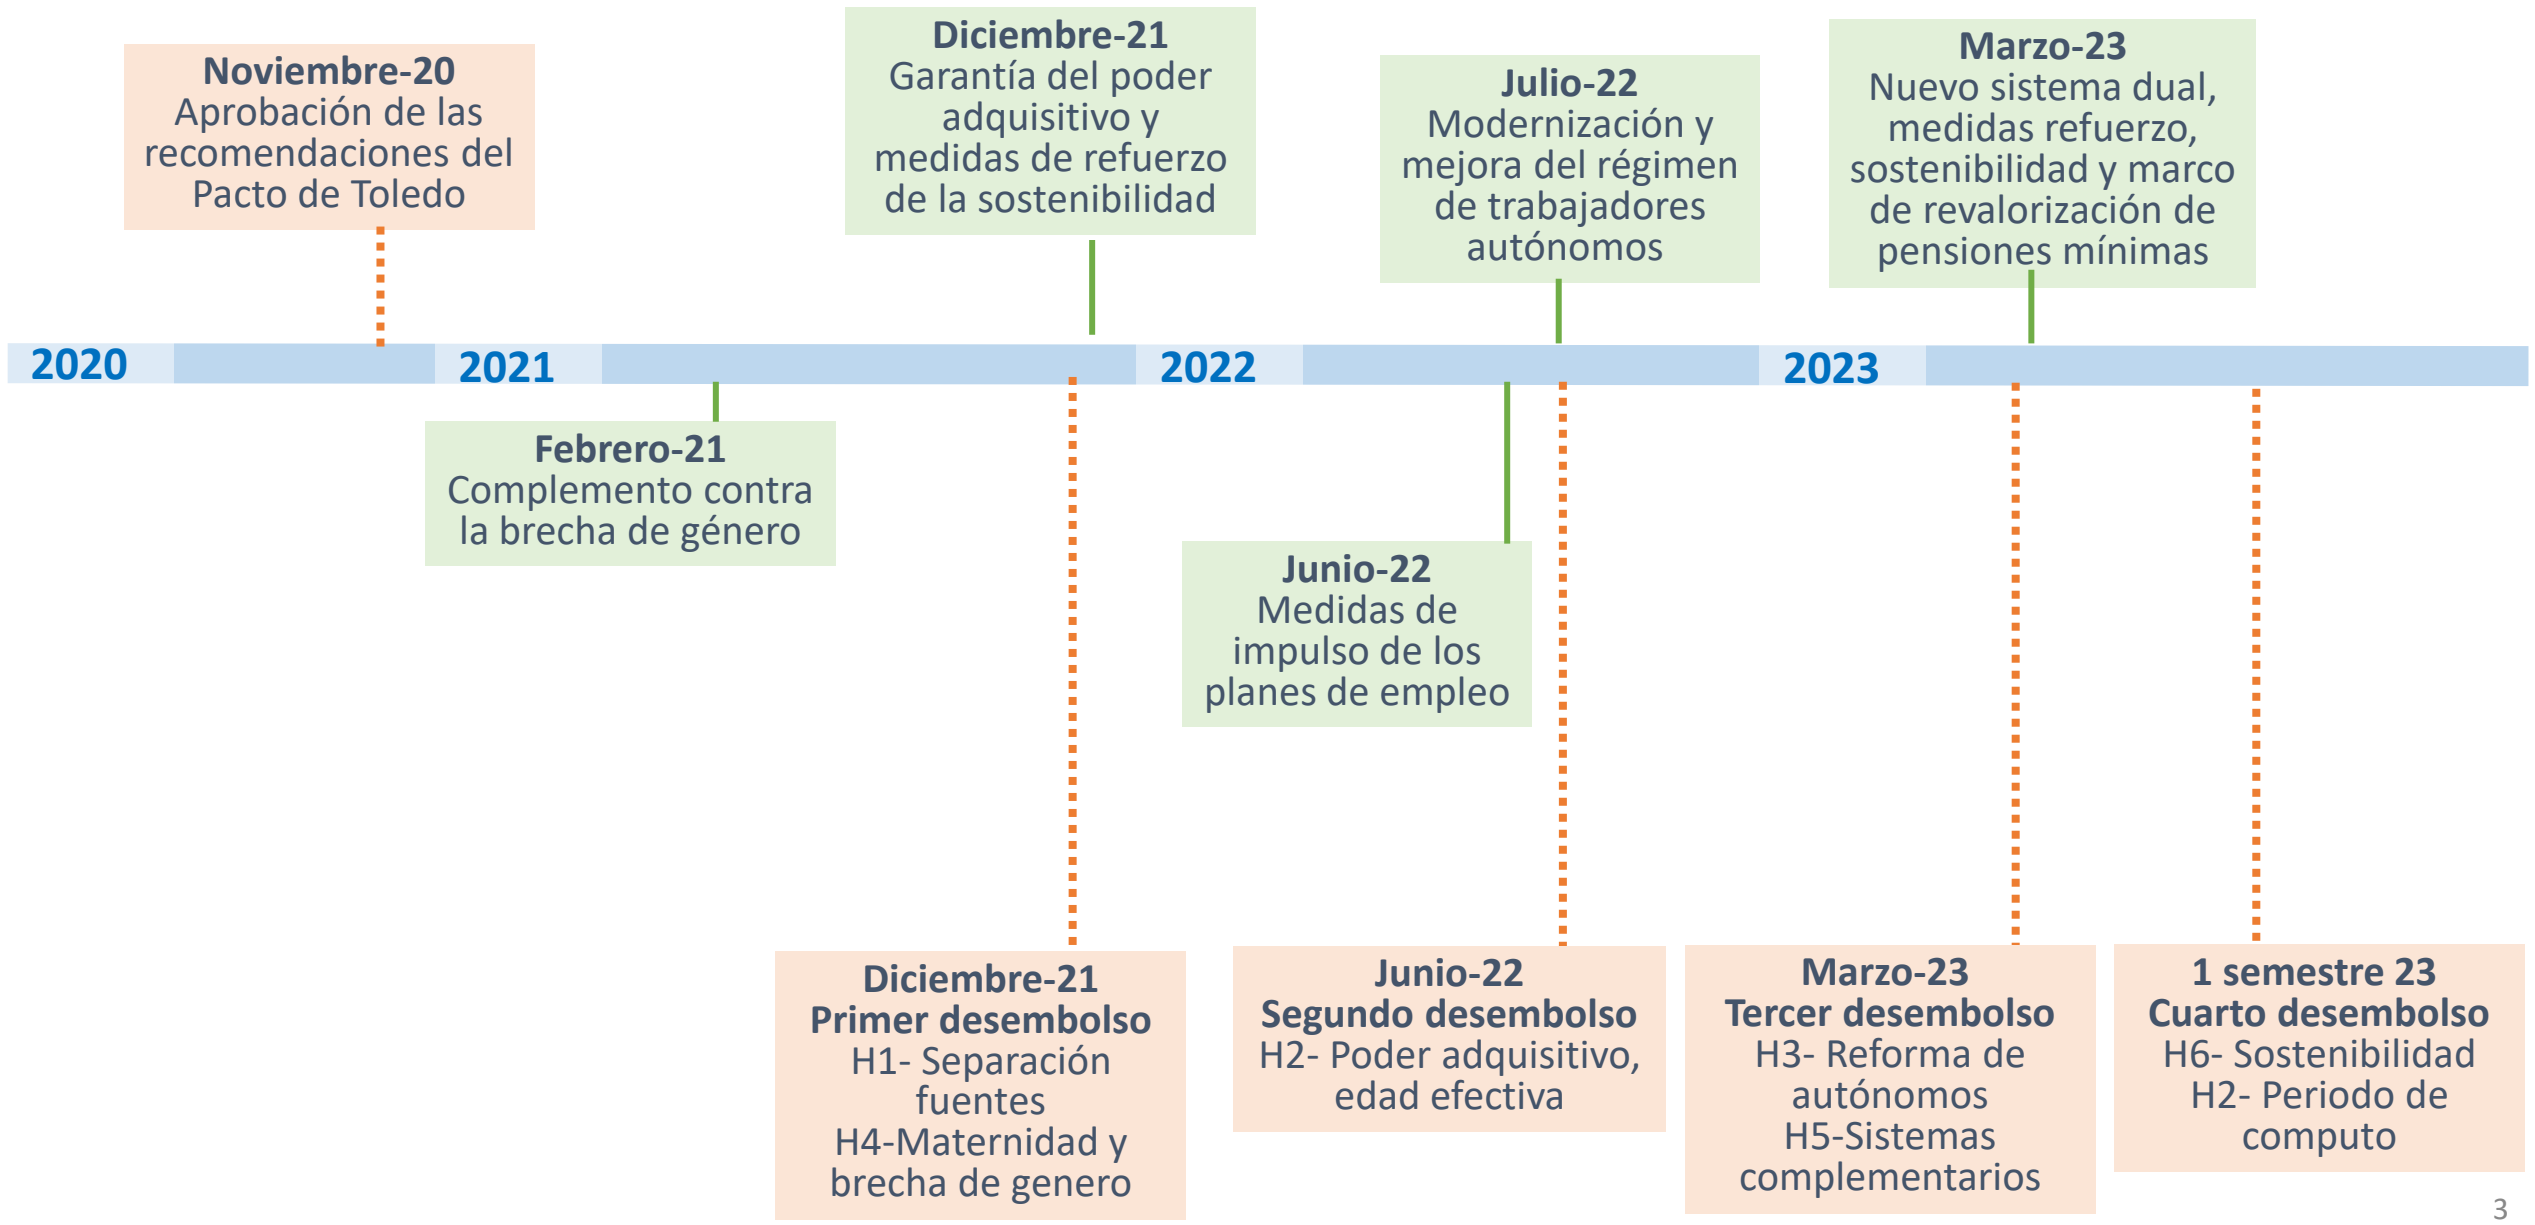 Noviembre-20
Aprobación de las
recomendaciones del
Pacto de Toledo
Diciembre-21
Garantía del poder
adquisitivo y
medidas de refuerzo
de la sostenibilidad
Julio-22
Modernización y
mejora del régimen
de trabajadores
autónomos
Marzo-23
Nuevo sistema dual,
medidas refuerzo,
sostenibilidad y marco
de revalorización de
pensiones mínimas
2020
2021
2022
2023
Febrero-21
Complemento contra
la brecha de género
Junio-22
Medidas de
impulso de los
planes de empleo
Diciembre-21
Primer desembolso
H1- Separación
fuentes
H4-Maternidad y
brecha de genero
Junio-22
Segundo desembolso
H2- Poder adquisitivo,
edad efectiva
Marzo-23
Tercer desembolso
H3- Reforma de
autónomos
H5-Sistemas
complementarios
1 semestre 23
Cuarto desembolso
H6- Sostenibilidad
H2- Periodo de
computo
3